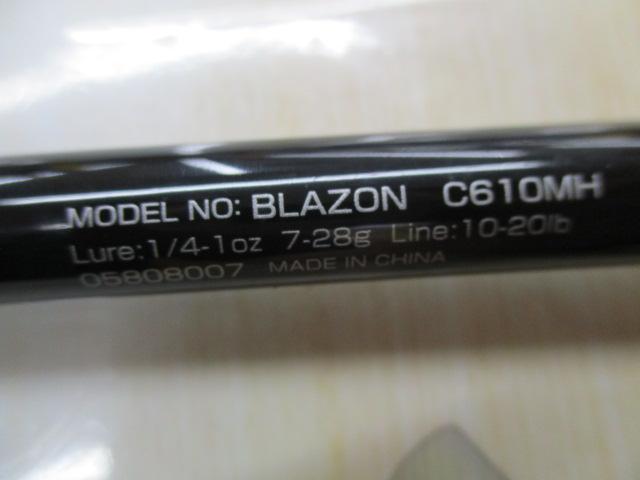 MODEL NO: BLAZON C610MH
Lure:1/4-1oz 7-28g Line:10-20lb
05808007 MADE IN CHINA